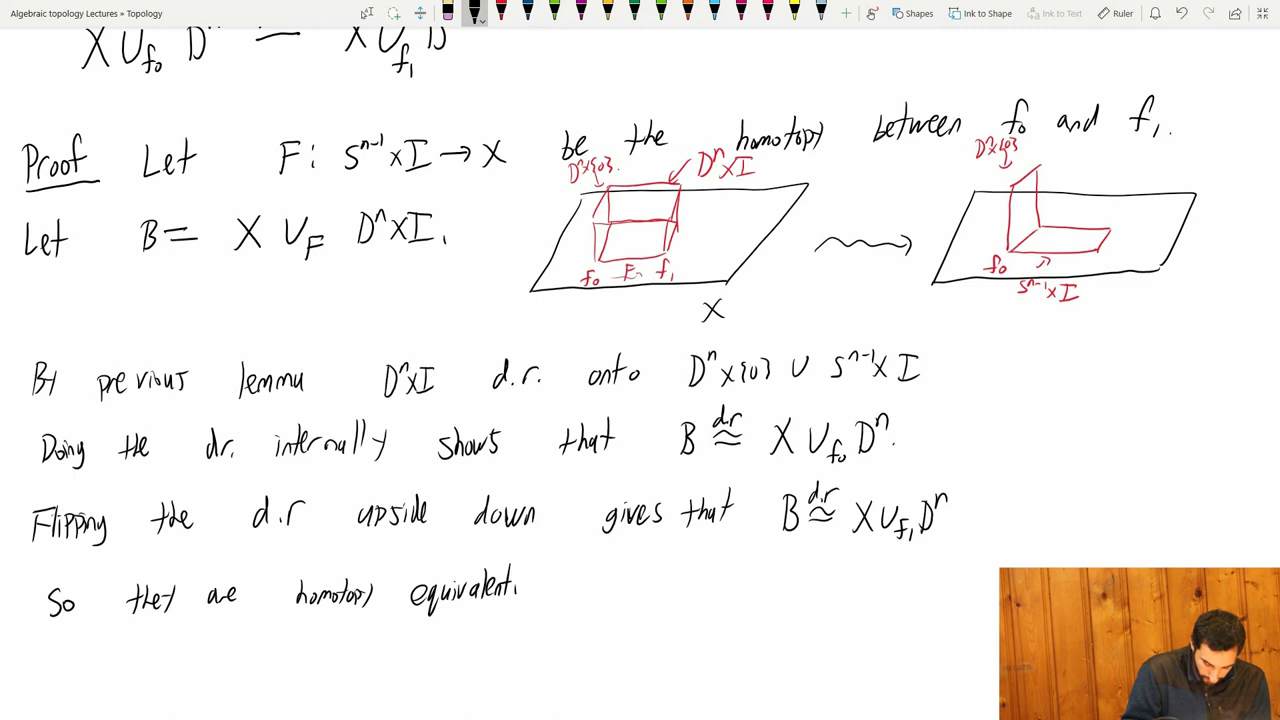 Algebraic topology Lectures » Topology
Shapes
Ink to Shape
Ink to Text
Ruler
X ∪_{f₀} Dⁿ ≃ X ∪_{f₁} D
Proof Let F: Sⁿ⁻¹×I → X be the homotopy between f₀ and f₁.
Let B = X ∪_F Dⁿ×I.
Dⁿ×{0}.
Dⁿ×I
f₀ F f₁
X
Dⁿ×{0}
f₀
Sⁿ⁻¹×I
By previous lemma Dⁿ×I d.r. onto Dⁿ×{0} ∪ Sⁿ⁻¹×I
Doing the dr. internally shows that B ≈^{d.r} X ∪_{f₀} Dⁿ.
Flipping the d.r upside down gives that B ≈^{d.r} X ∪_{f₁} Dⁿ
So they are homotopy equivalent.